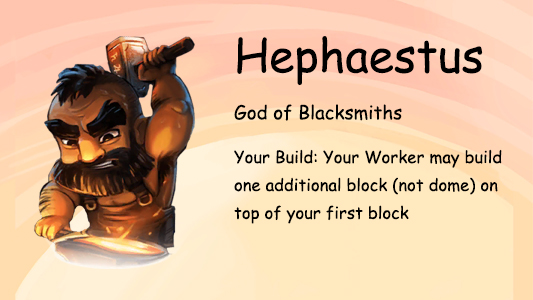 Hephaestus
God of Blacksmiths
Your Build: Your Worker may build
one additional block (not dome) on
top of your first block